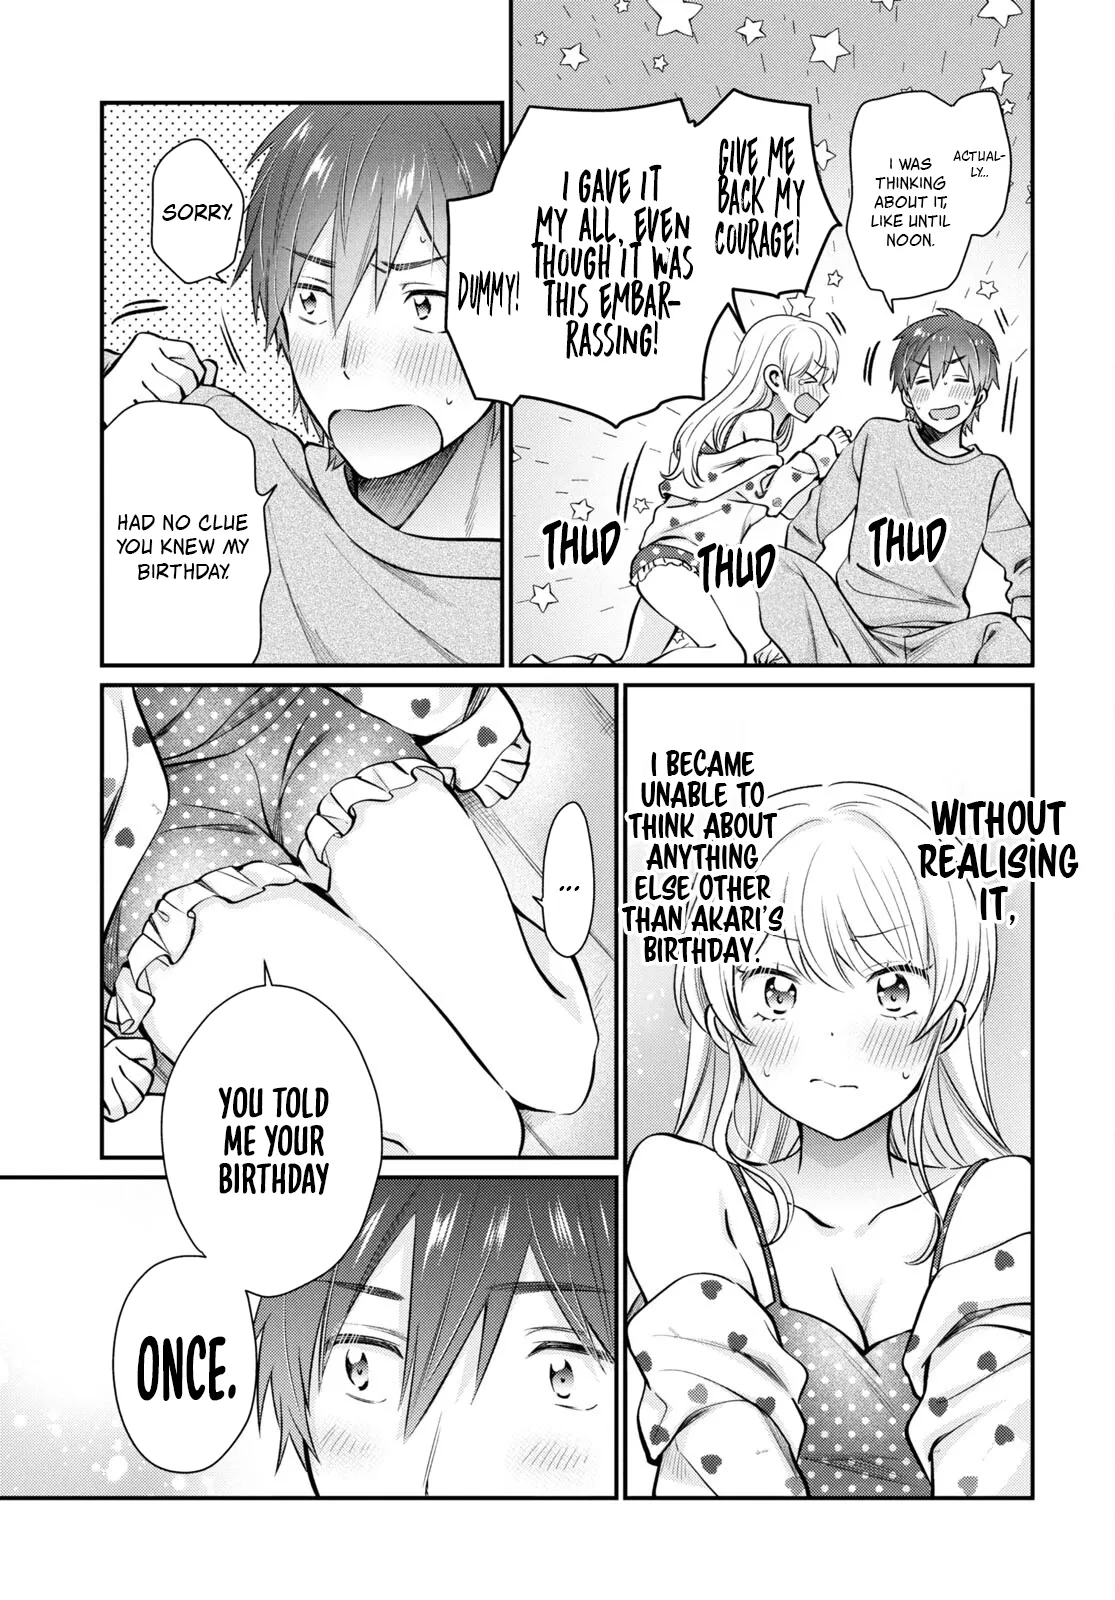 ACTUAL-
LY...
I WAS
THINKING
ABOUT IT,
LIKE UNTIL
NOON.
GIVE ME
BACK MY
COURAGE!
I GAVE IT
MY ALL, EVEN
THOUGH IT WAS
THIS EMBAR-
RASSING!
DUMMY!
THUD
THUD
THUD
SORRY.
HAD NO CLUE
YOU KNEW MY
BIRTHDAY.
WITHOUT
REALISING
IT,
I BECAME
UNABLE TO
THINK ABOUT
ANYTHING
ELSE OTHER
THAN AKARI'S
BIRTHDAY.
...
YOU TOLD
ME YOUR
BIRTHDAY
ONCE.